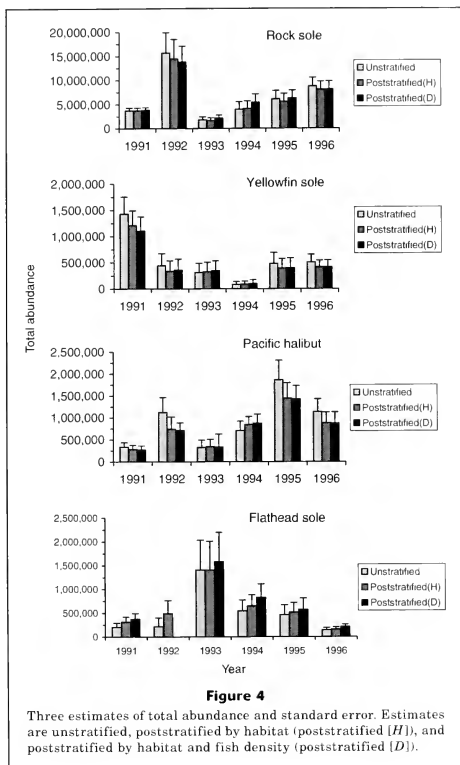 Rock sole
20,000,000
15,000,000
10,000,000
5,000,000
0
1991 1992 1993 1994 1995 1996
Unstratified
Poststratified(H)
Poststratified(D)
Yellowfin sole
2,000,000
1,500,000
1,000,000
500,000
0
1991 1992 1993 1994 1995 1996
Unstratified
Poststratified(H)
Poststratified(D)
Total abundance
Pacific halibut
2,500,000
2,000,000
1,500,000
1,000,000
500,000
0
1991 1992 1993 1994 1995 1996
Unstratified
Poststratified(H)
Poststratified(D)
Flathead sole
2,500,000
2,000,000
1,500,000
1,000,000
500,000
0
1991 1992 1993 1994 1995 1996
Unstratified
Poststratified(H)
Poststratified(D)
Year
Figure 4
Three estimates of total abundance and standard error. Estimates
are unstratified, poststratified by habitat (poststratified [H]), and
poststratified by habitat and fish density (poststratified [D]).